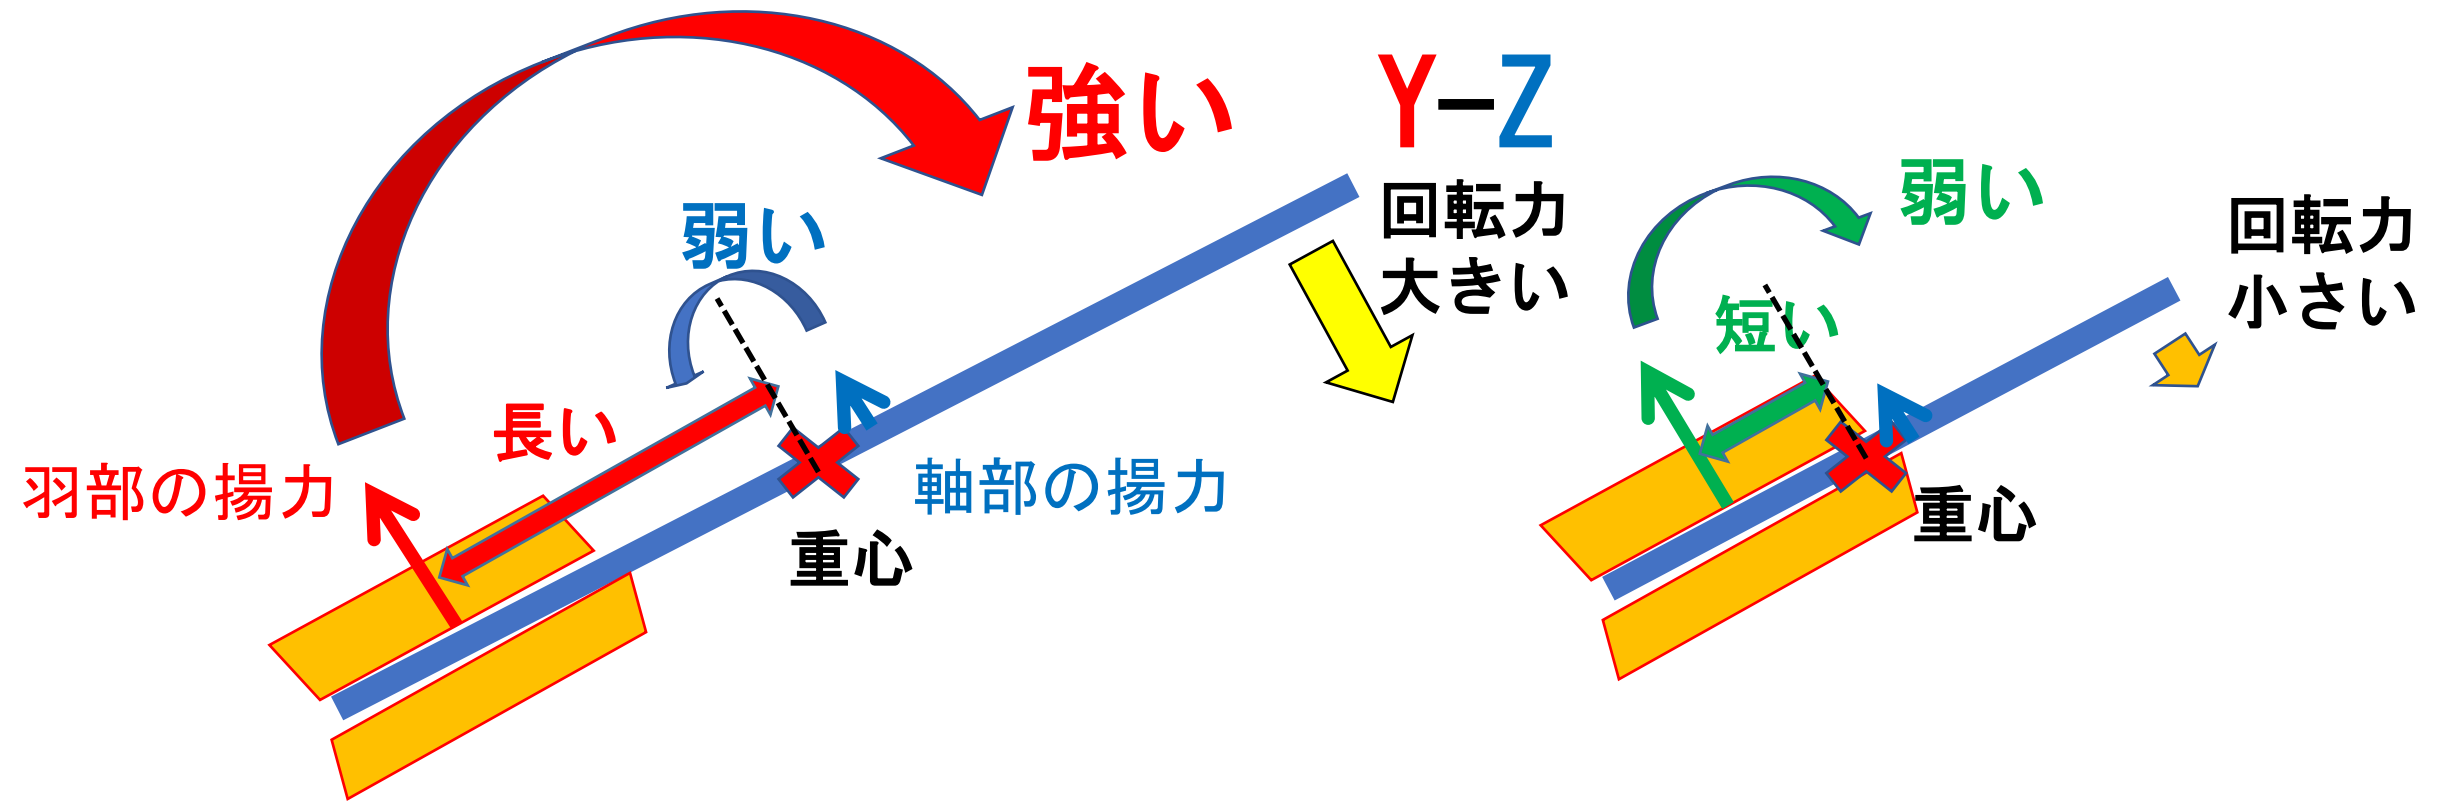 強い
Y−Z
回転力
大きい
弱い
長い
羽部の揚力
軸部の揚力
重心
弱い
短い
回転力
小さい
重心